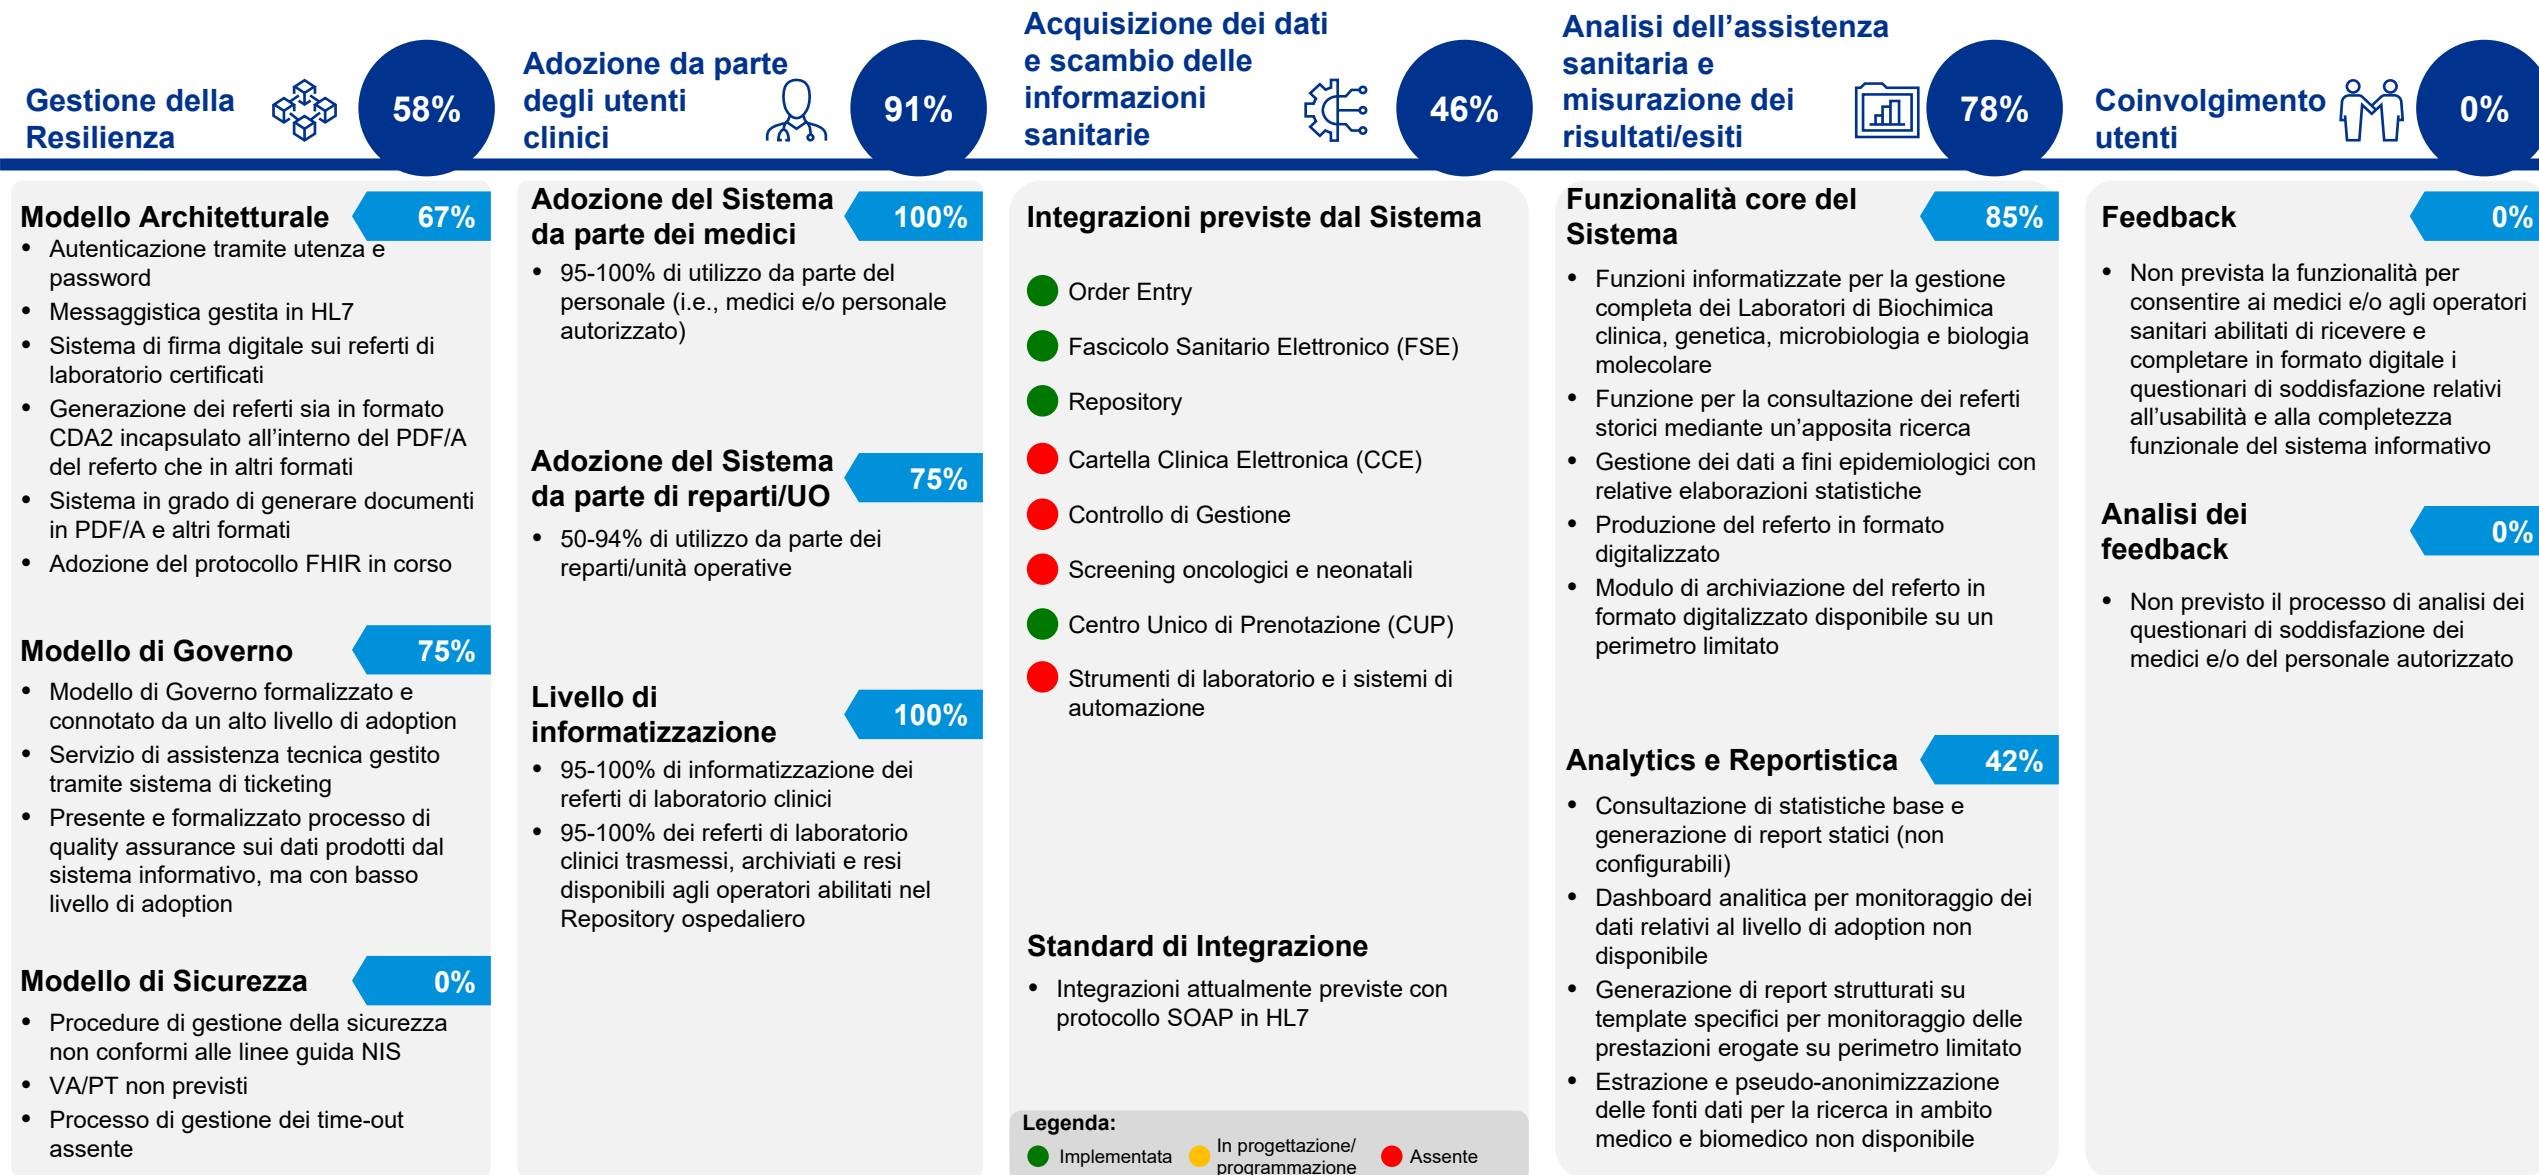 Gestione della
Resilienza
58%
Adozione da parte
degli utenti
clinici
91%
Acquisizione dei dati
e scambio delle
informazioni
sanitarie
46%
Analisi dell’assistenza
sanitaria e
misurazione dei
risultati/esiti
78%
Coinvolgimento
utenti
0%
Modello Architetturale
67%
• Autenticazione tramite utenza e
password
• Messaggistica gestita in HL7
• Sistema di firma digitale sui referti di
laboratorio certificati
• Generazione dei referti sia in formato
CDA2 incapsulato all’interno del PDF/A
del referto che in altri formati
• Sistema in grado di generare documenti
in PDF/A e altri formati
• Adozione del protocollo FHIR in corso
Modello di Governo
75%
• Modello di Governo formalizzato e
connotato da un alto livello di adoption
• Servizio di assistenza tecnica gestito
tramite sistema di ticketing
• Presente e formalizzato processo di
quality assurance sui dati prodotti dal
sistema informativo, ma con basso
livello di adoption
Modello di Sicurezza
0%
• Procedure di gestione della sicurezza
non conformi alle linee guida NIS
• VA/PT non previsti
• Processo di gestione dei time-out
assente
Adozione del Sistema
da parte dei medici
100%
• 95-100% di utilizzo da parte del
personale (i.e., medici e/o personale
autorizzato)
Adozione del Sistema
da parte di reparti/UO
75%
• 50-94% di utilizzo da parte dei
reparti/unità operative
Livello di
informatizzazione
100%
• 95-100% di informatizzazione dei
referti di laboratorio clinici
• 95-100% dei referti di laboratorio
clinici trasmessi, archiviati e resi
disponibili agli operatori abilitati nel
Repository ospedaliero
Integrazioni previste dal Sistema
Order Entry
Fascicolo Sanitario Elettronico (FSE)
Repository
Cartella Clinica Elettronica (CCE)
Controllo di Gestione
Screening oncologici e neonatali
Centro Unico di Prenotazione (CUP)
Strumenti di laboratorio e i sistemi di
automazione
Standard di Integrazione
• Integrazioni attualmente previste con
protocollo SOAP in HL7
Legenda:
Implementata
In progettazione/
programmazione
Assente
Funzionalità core del
Sistema
85%
• Funzioni informatizzate per la gestione
completa dei Laboratori di Biochimica
clinica, genetica, microbiologia e biologia
molecolare
• Funzione per la consultazione dei referti
storici mediante un’apposita ricerca
• Gestione dei dati a fini epidemiologici con
relative elaborazioni statistiche
• Produzione del referto in formato
digitalizzato
• Modulo di archiviazione del referto in
formato digitalizzato disponibile su un
perimetro limitato
Analytics e Reportistica
42%
• Consultazione di statistiche base e
generazione di report statici (non
configurabili)
• Dashboard analitica per monitoraggio dei
dati relativi al livello di adoption non
disponibile
• Generazione di report strutturati su
template specifici per monitoraggio delle
prestazioni erogate su perimetro limitato
• Estrazione e pseudo-anonimizzazione
delle fonti dati per la ricerca in ambito
medico e biomedico non disponibile
Feedback
0%
• Non prevista la funzionalità per
consentire ai medici e/o agli operatori
sanitari abilitati di ricevere e
completare in formato digitale i
questionari di soddisfazione relativi
all’usabilità e alla completezza
funzionale del sistema informativo
Analisi dei
feedback
0%
• Non previsto il processo di analisi dei
questionari di soddisfazione dei
medici e/o del personale autorizzato